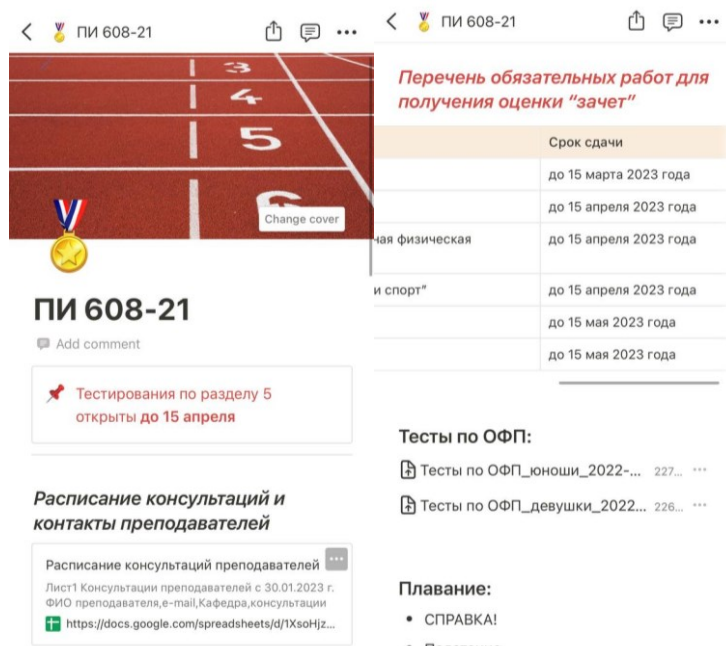 ПИ 608-21
3
4
5
Change cover
ПИ 608-21
Add comment
Тестирования по разделу 5
открыты до 15 апреля
Расписание консультаций и
контакты преподавателей
Расписание консультаций преподавателей
Лист1 Консультации преподавателей с 30.01.2023 г.
ФИО преподавателя,e-mail,Кафедра,консультации
https://docs.google.com/spreadsheets/d/1XsoHjz...
ПИ 608-21
Перечень обязательных работ для
получения оценки “зачет”
Срок сдачи
до 15 марта 2023 года
до 15 апреля 2023 года
ная физическая
до 15 апреля 2023 года
и спорт”
до 15 апреля 2023 года
до 15 мая 2023 года
до 15 мая 2023 года
Тесты по ОФП:
Тесты по ОФП_юноши_2022-... 227...
Тесты по ОФП_девушки_2022... 226...
Плавание:
• СПРАВКА!